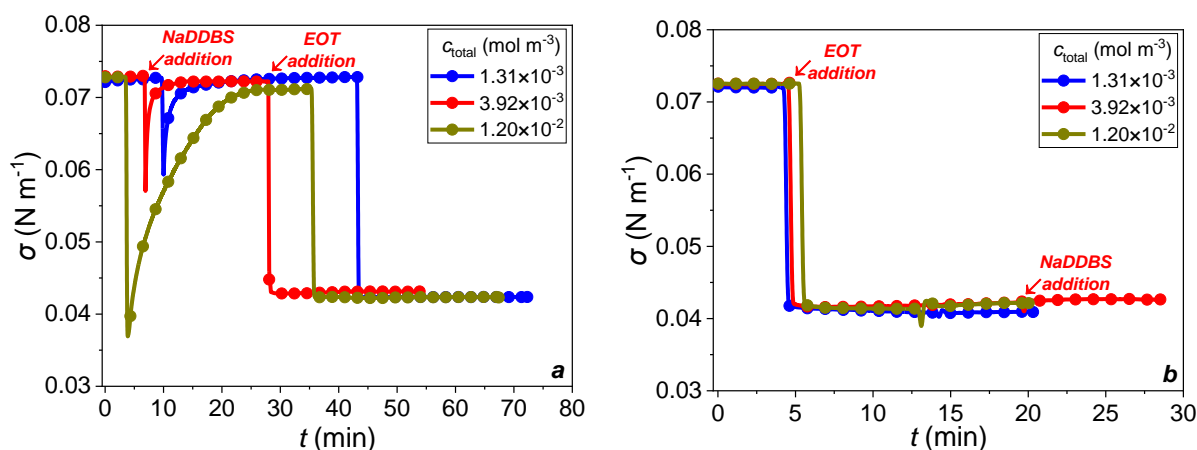 0.08
0.07
0.06
0.05
0.04
0.03
σ (N m⁻¹)
0 10 20 30 40 50 60 70 80
t (min)
NaDDBS
addition
EOT
addition
c_total (mol m⁻³)
1.31×10⁻³
3.92×10⁻³
1.20×10⁻²
a
0.08
0.07
0.06
0.05
0.04
0.03
σ (N m⁻¹)
0 5 10 15 20 25 30
t (min)
EOT
addition
c_total (mol m⁻³)
1.31×10⁻³
3.92×10⁻³
1.20×10⁻²
NaDDBS
addition
b